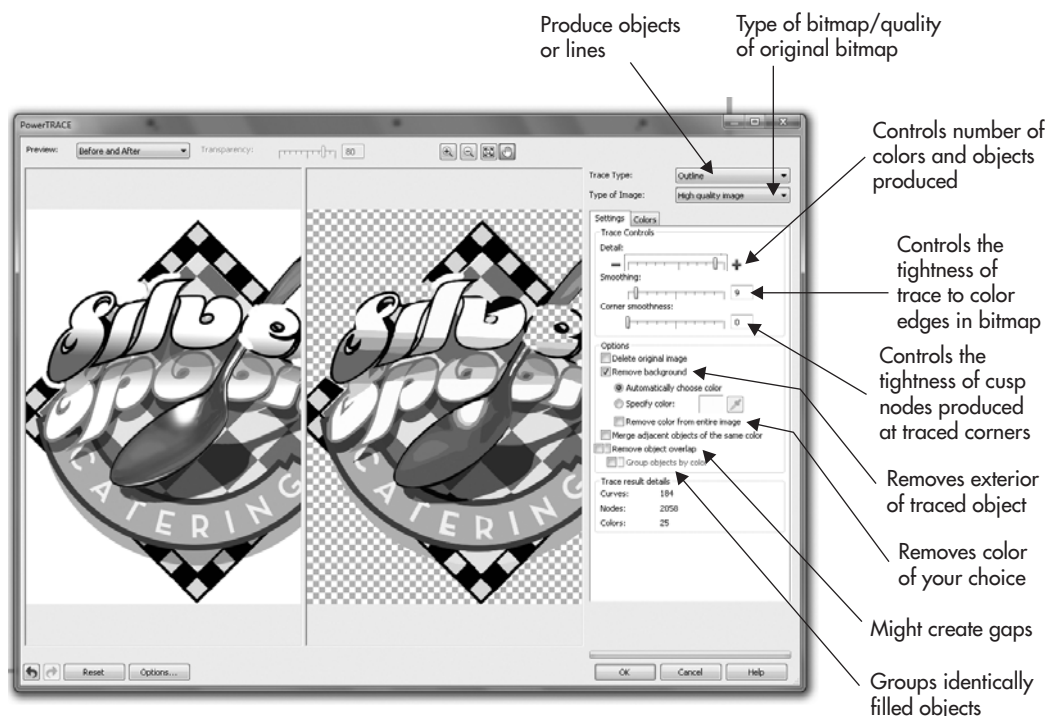 Produce objects
or lines
Type of bitmap/quality
of original bitmap
PowerTRACE
Preview: Before and After Transparency: 80
Trace Type: Outline
Type of Image: High quality image
Settings Colors
Trace Controls
Detail:
Smoothing:
9
Corner smoothness:
0
Options
Delete original image
Remove background
Automatically choose color
Specify color:
Remove color from entire image
Merge adjacent objects of the same color
Remove object overlap
Group objects by color
Trace result details
Curves: 184
Nodes: 2058
Colors: 25
Silve
Spoon
CATERING
Silve
Spoon
CATERING
Reset Options... OK Cancel Help
Controls number of
colors and objects
produced
Controls the
tightness of
trace to color
edges in bitmap
Controls the
tightness of cusp
nodes produced
at traced corners
Removes exterior
of traced object
Removes color
of your choice
Might create gaps
Groups identically
filled objects